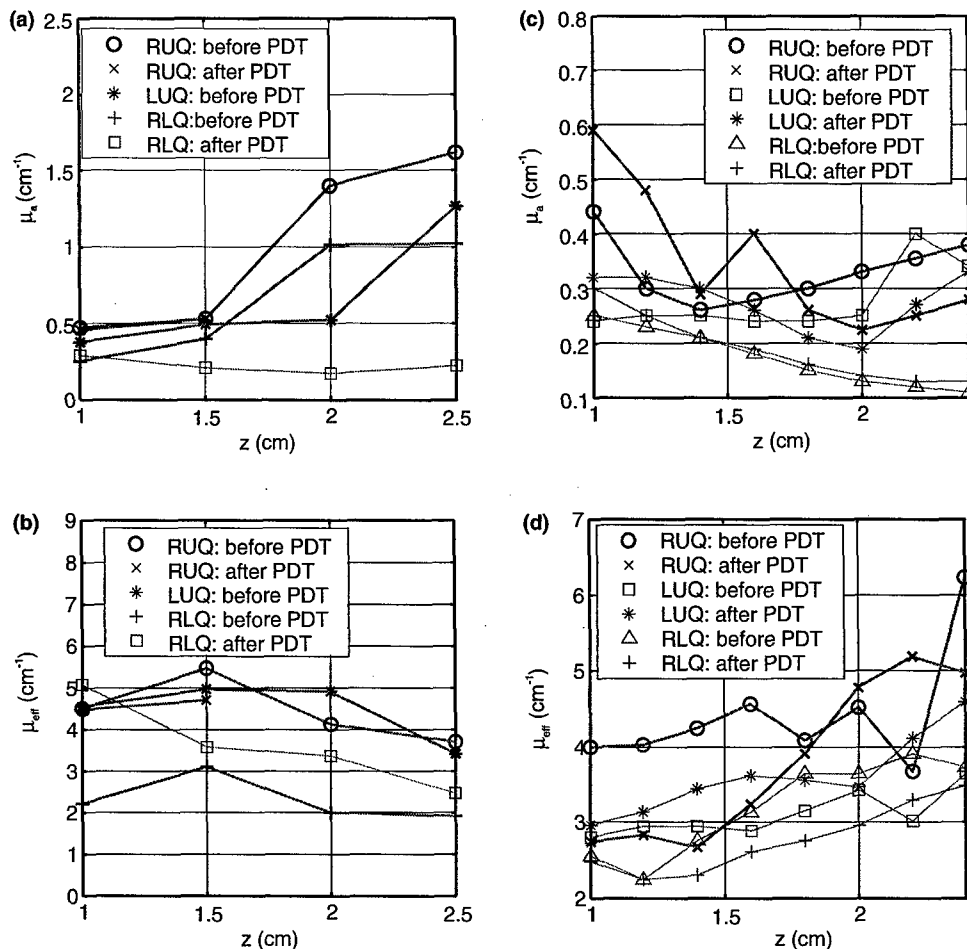 (a)
2.5
2
1.5
1
0.5
0
μa (cm-1)
RUQ: before PDT
RUQ: after PDT
LUQ: before PDT
RLQ:before PDT
RLQ: after PDT
1
1.5
2
2.5
z (cm)
(c)
0.8
0.7
0.6
0.5
0.4
0.3
0.2
0.1
μa (cm-1)
RUQ: before PDT
RUQ: after PDT
LUQ: before PDT
LUQ: after PDT
RLQ:before PDT
RLQ: after PDT
1
1.5
2
z (cm)
(b)
9
8
7
6
5
4
3
2
1
0
μeff (cm-1)
RUQ: before PDT
RUQ: after PDT
LUQ: before PDT
RLQ: before PDT
RLQ: after PDT
1
1.5
2
2.5
z (cm)
(d)
7
6
5
4
3
2
μeff (cm-1)
RUQ: before PDT
RUQ: after PDT
LUQ: before PDT
LUQ: after PDT
RLQ: before PDT
RLQ: after PDT
1
1.5
2
z (cm)